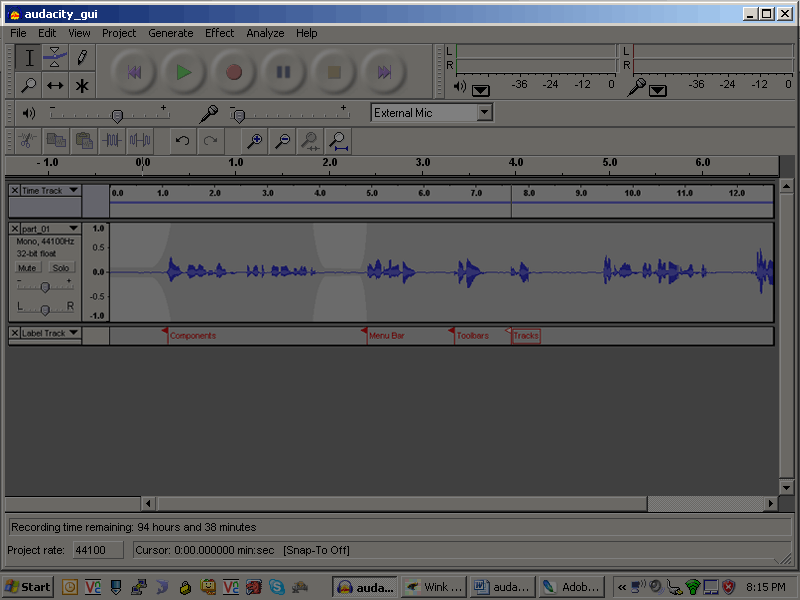 audacity_gui
File Edit View Project Generate Effect Analyze Help
L
R
-36 -24 -12 0
L
R
-36 -24 -12 0
- + - + External Mic
- 1.0 0.0 1.0 2.0 3.0 4.0 5.0 6.0
Time Track 0.0 1.0 2.0 3.0 4.0 5.0 6.0 7.0 8.0 9.0 10.0 11.0 12.0
part_01 1.0
Mono, 44100Hz 0.5
32-bit float
Mute Solo 0.0
- + -0.5
L R -1.0
Label Track Components Menu Bar Toolbars Tracks
Recording time remaining: 94 hours and 38 minutes
Project rate: 44100 Cursor: 0:00.000000 min:sec [Snap-To Off]
Start auda... Wink ... auda... Adob... « 8:15 PM